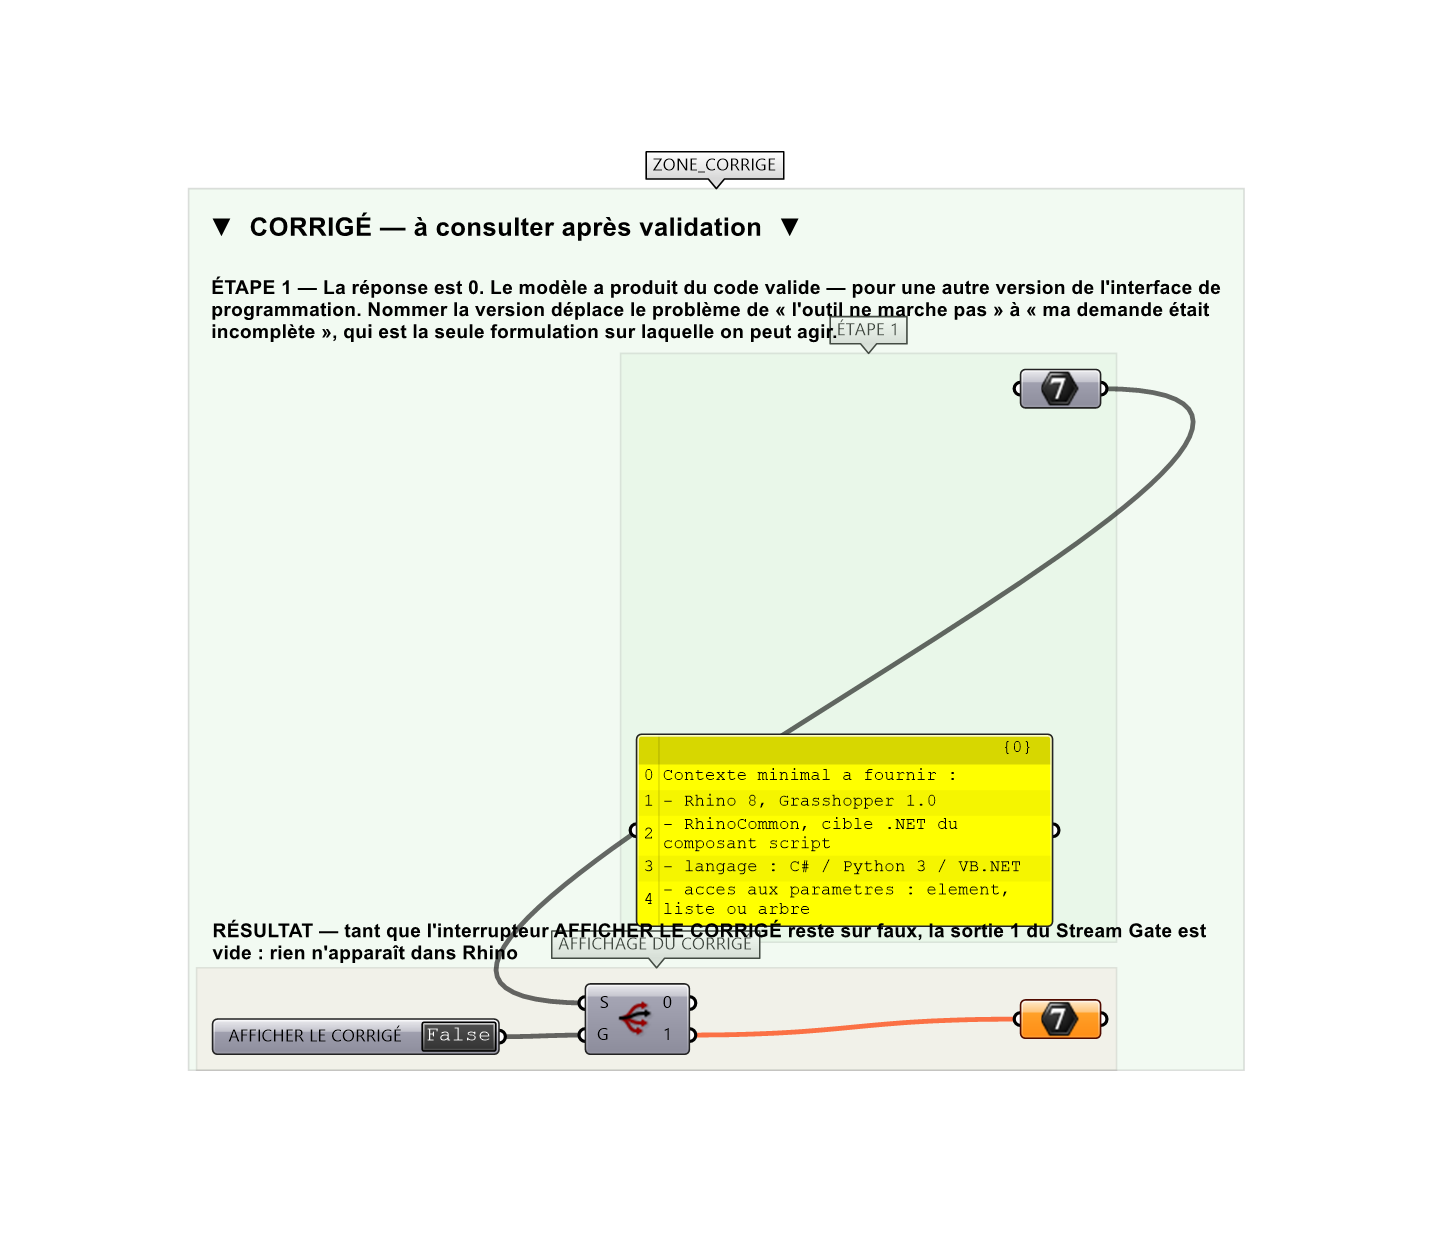 ZONE_CORRIGE
▼ CORRIGÉ — à consulter après validation ▼
ÉTAPE 1 — La réponse est 0. Le modèle a produit du code valide — pour une autre version de l'interface de
programmation. Nommer la version déplace le problème de « l'outil ne marche pas » à « ma demande était
incomplète », qui est la seule formulation sur laquelle on peut agir.
ÉTAPE 1
7
{0}
0 Contexte minimal a fournir :
1 - Rhino 8, Grasshopper 1.0
2 - RhinoCommon, cible .NET du
composant script
3 - langage : C# / Python 3 / VB.NET
4 - acces aux parametres : element,
liste ou arbre
RÉSULTAT — tant que l'interrupteur AFFICHER LE CORRIGÉ reste sur faux, la sortie 1 du Stream Gate est
vide : rien n'apparaît dans Rhino
AFFICHAGE DU CORRIGÉ
S 0
G 1
AFFICHER LE CORRIGÉ False
7